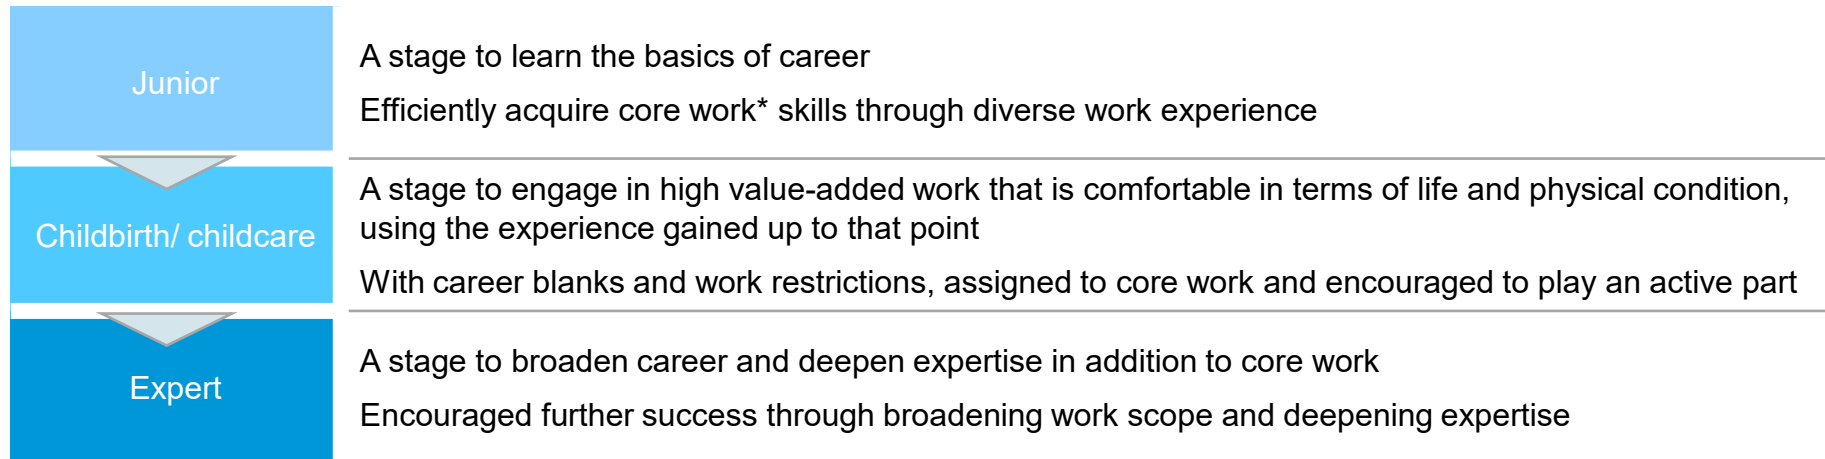 Junior
A stage to learn the basics of career
Efficiently acquire core work* skills through diverse work experience
Childbirth/ childcare
A stage to engage in high value-added work that is comfortable in terms of life and physical condition,
using the experience gained up to that point
With career blanks and work restrictions, assigned to core work and encouraged to play an active part
Expert
A stage to broaden career and deepen expertise in addition to core work
Encouraged further success through broadening work scope and deepening expertise